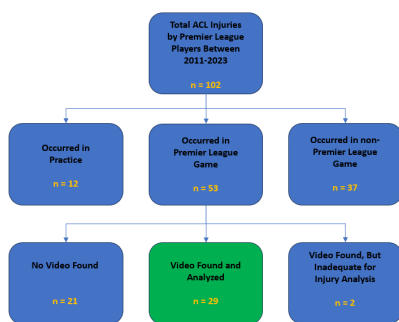 Total ACL Injuries
by Premier League
Players Between
2011-2023
n = 102
Occurred in
Practice
n = 12
Occurred in
Premier League
Game
n = 53
Occurred in non-
Premier League
Game
n = 37
No Video Found
n = 21
Video Found and
Analyzed
n = 29
Video Found, But
Inadequate for
Injury Analysis
n = 2